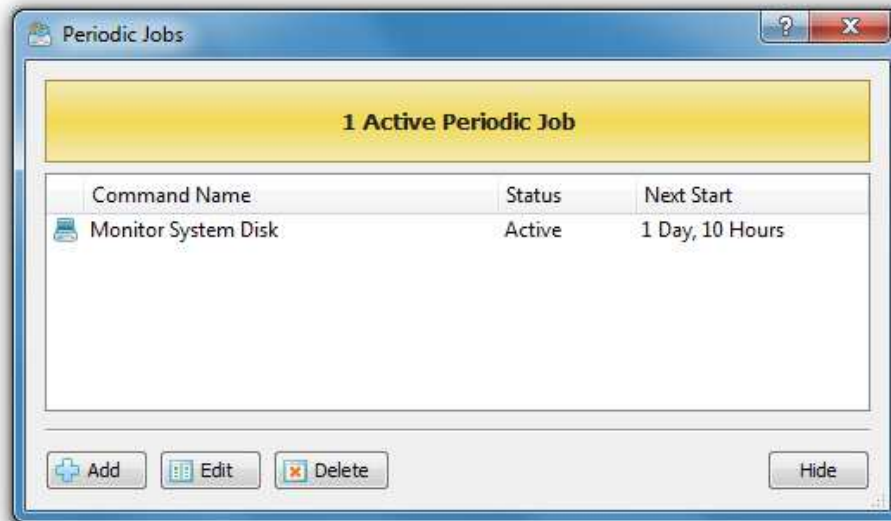 Periodic Jobs
1 Active Periodic Job
Command Name Status Next Start
Monitor System Disk Active 1 Day, 10 Hours
Add Edit Delete Hide